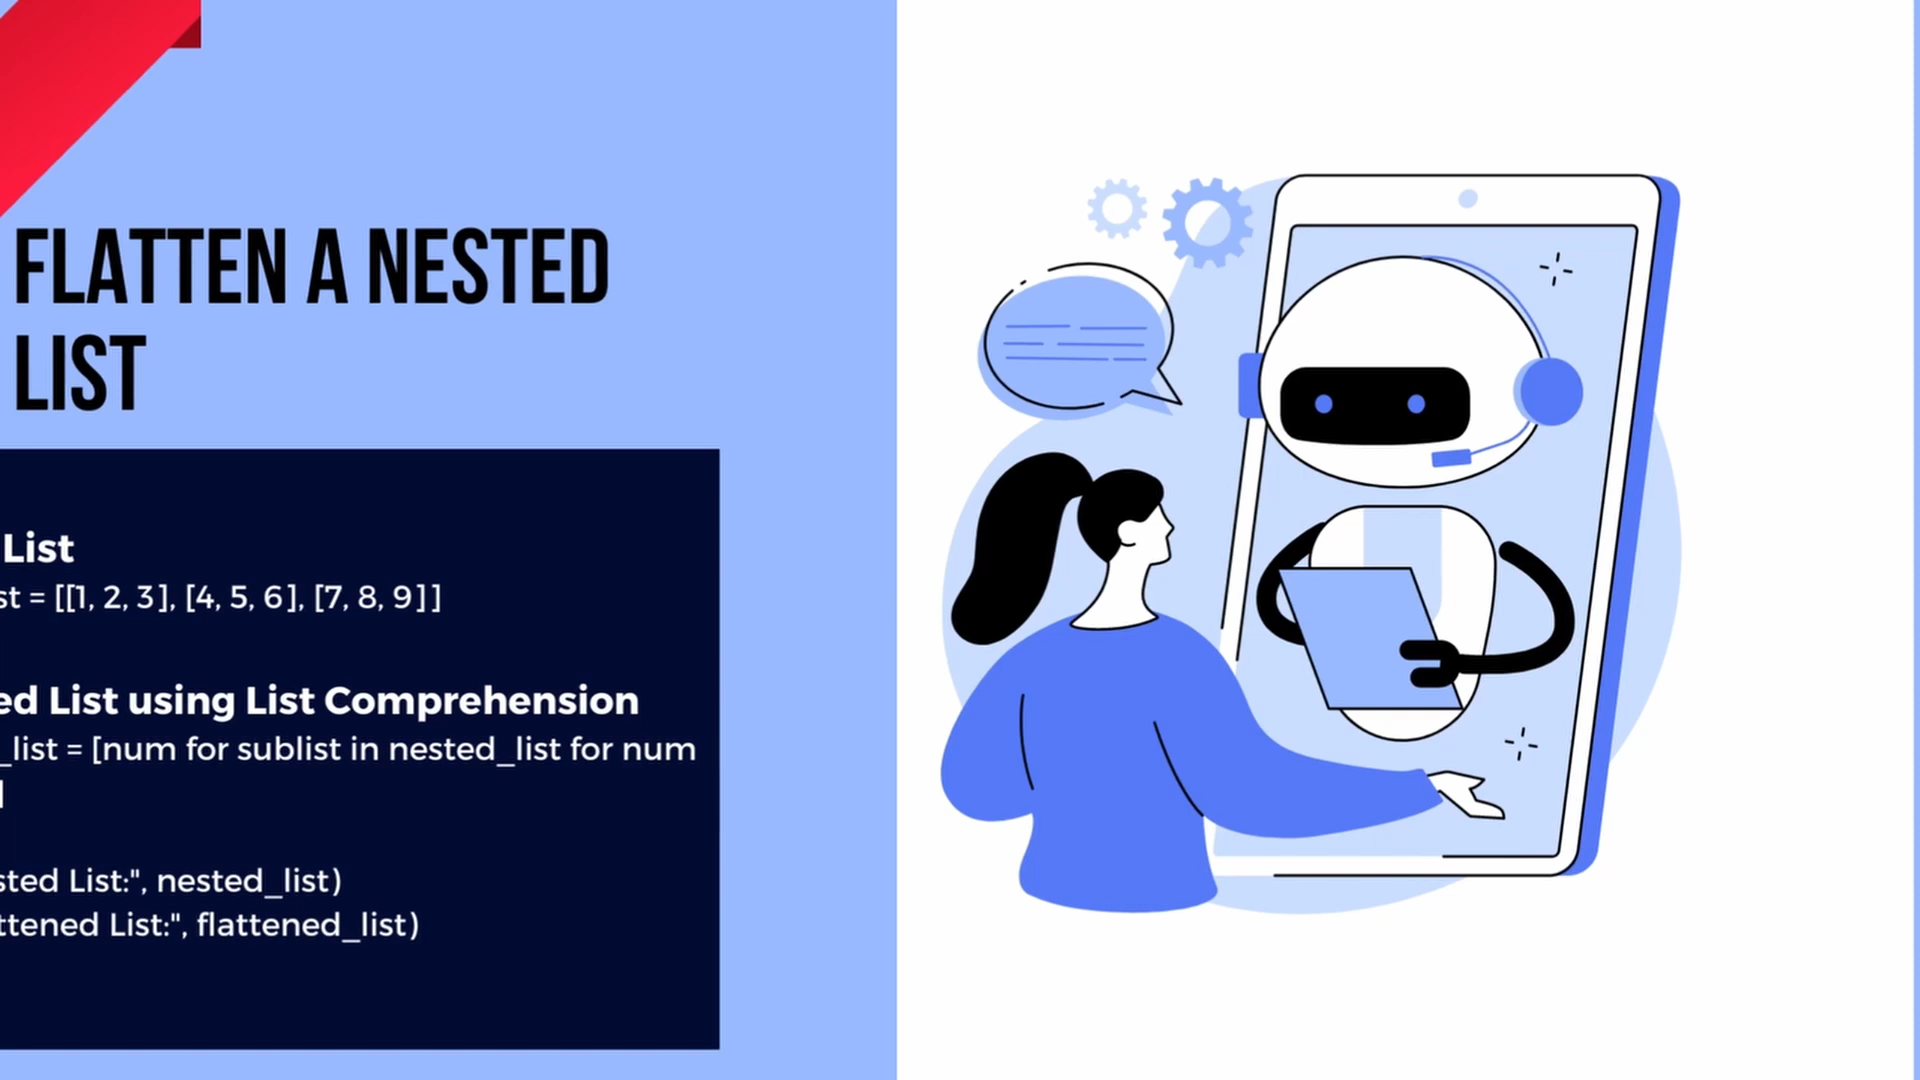 FLATTEN A NESTED
LIST
List
st = [[1, 2, 3], [4, 5, 6], [7, 8, 9]]
ed List using List Comprehension
_list = [num for sublist in nested_list for num
]
sted List:", nested_list)
ttened List:", flattened_list)